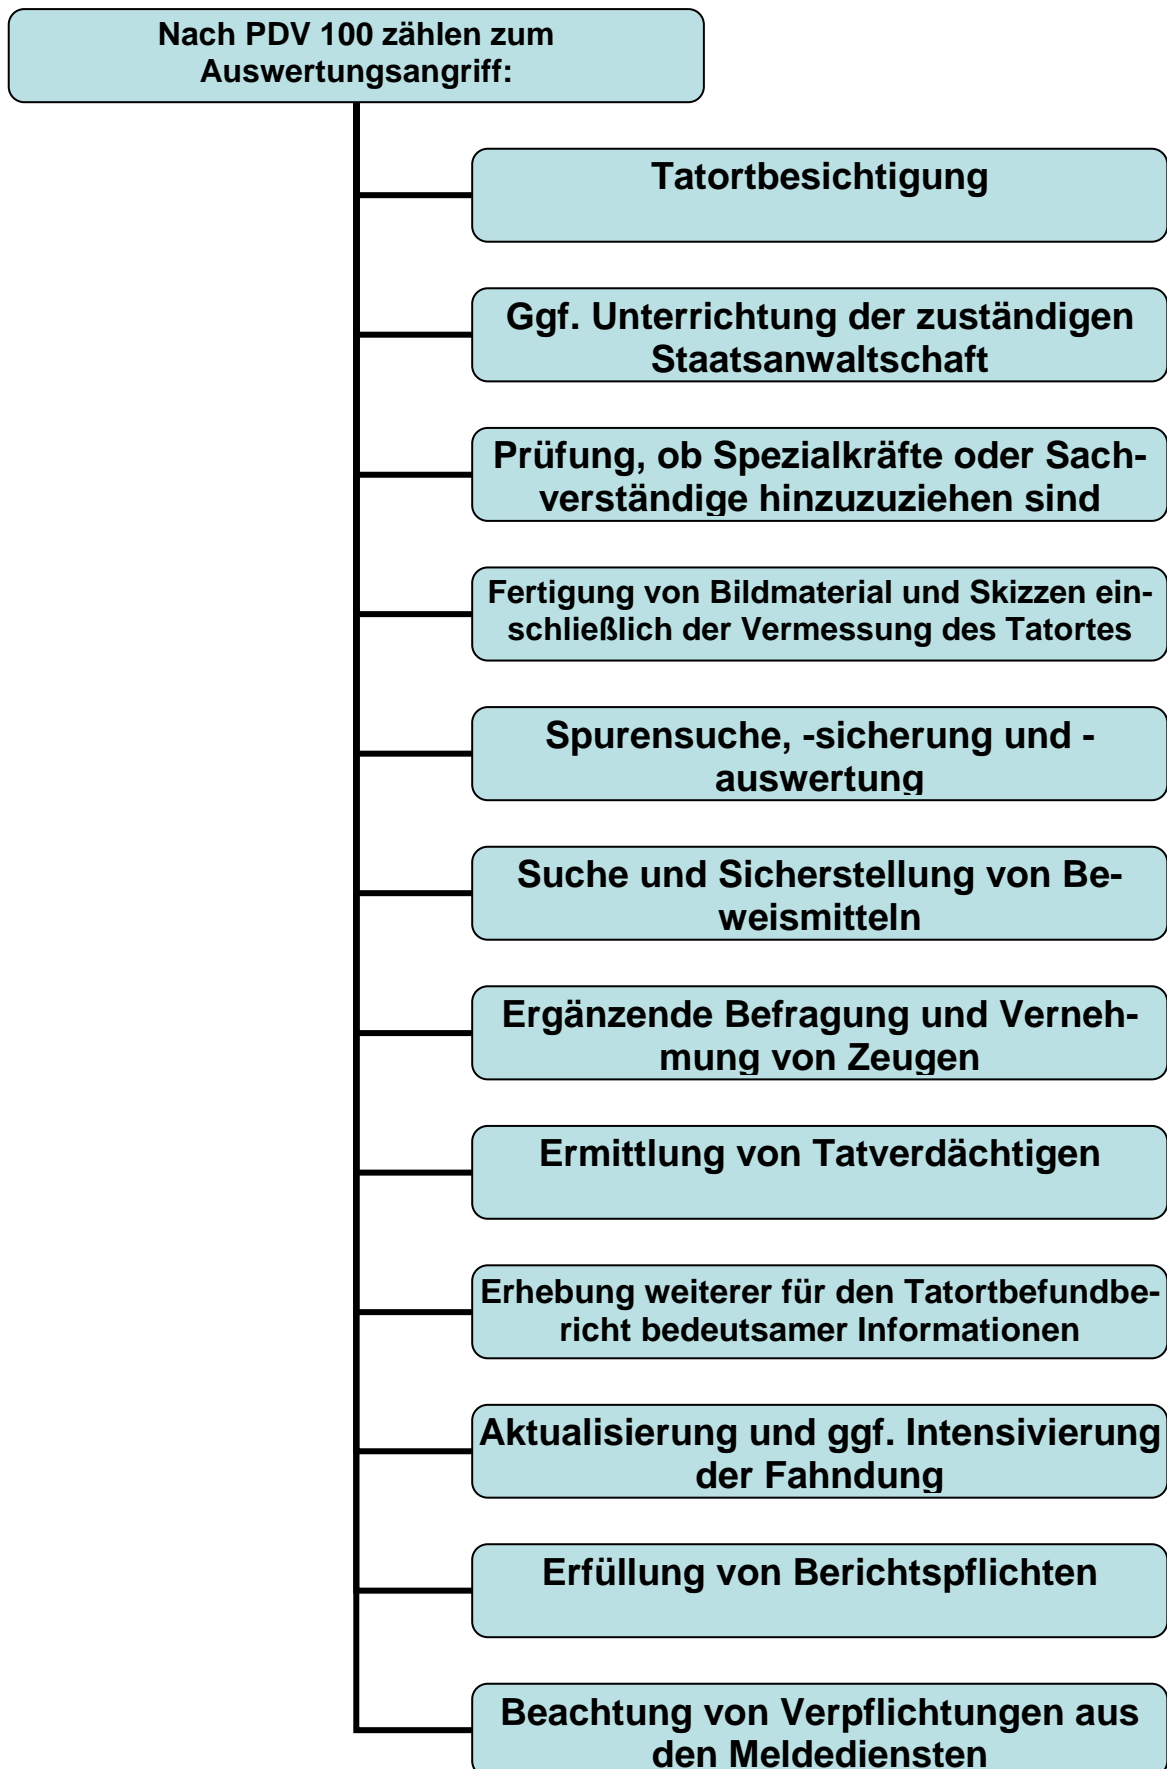 Nach PDV 100 zählen zum
Auswertungsangriff:
Tatortbesichtigung
Ggf. Unterrichtung der zuständigen
Staatsanwaltschaft
Prüfung, ob Spezialkräfte oder Sach-
verständige hinzuzuziehen sind
Fertigung von Bildmaterial und Skizzen ein-
schließlich der Vermessung des Tatortes
Spurensuche, -sicherung und -
auswertung
Suche und Sicherstellung von Be-
weismitteln
Ergänzende Befragung und Verneh-
mung von Zeugen
Ermittlung von Tatverdächtigen
Erhebung weiterer für den Tatortbefundbe-
richt bedeutsamer Informationen
Aktualisierung und ggf. Intensivierung
der Fahndung
Erfüllung von Berichtspflichten
Beachtung von Verpflichtungen aus
den Meldediensten